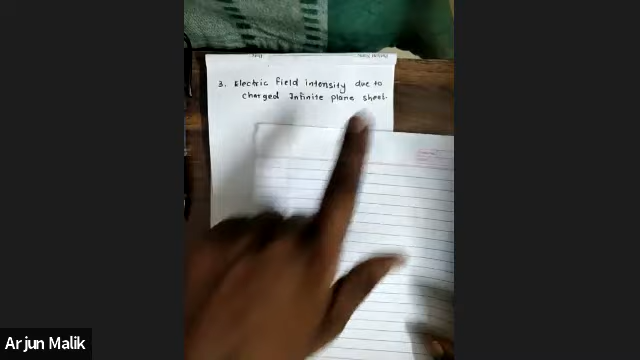 3. Electric field intensity due to
charged Infinite plane sheet.
Arjun Malik